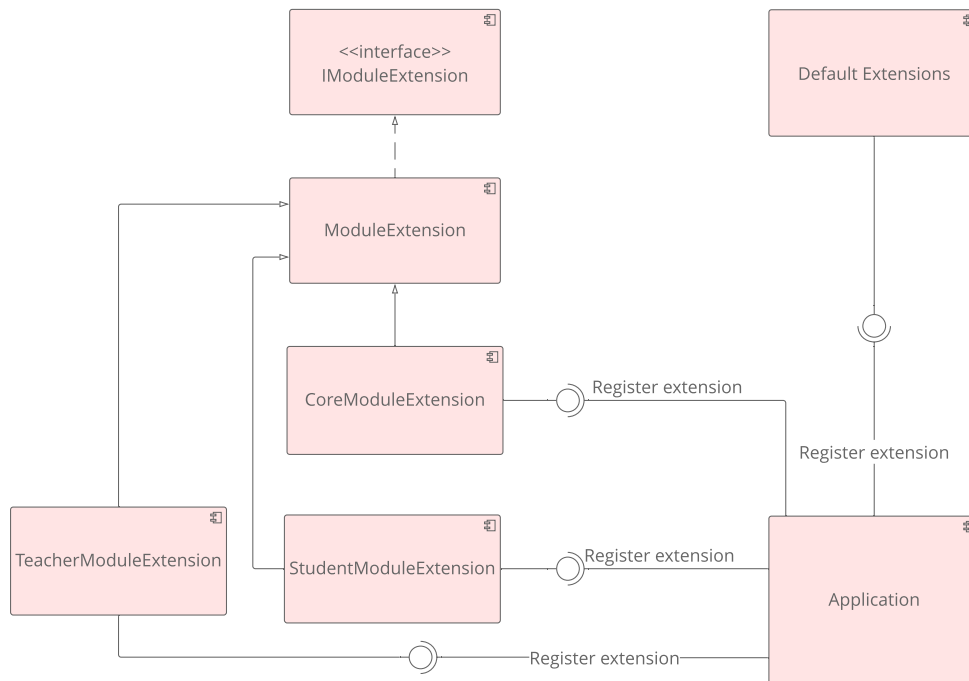 <<interface>>
IModuleExtension
Default Extensions
ModuleExtension
CoreModuleExtension
Register extension
Register extension
TeacherModuleExtension
StudentModuleExtension
Register extension
Application
Register extension